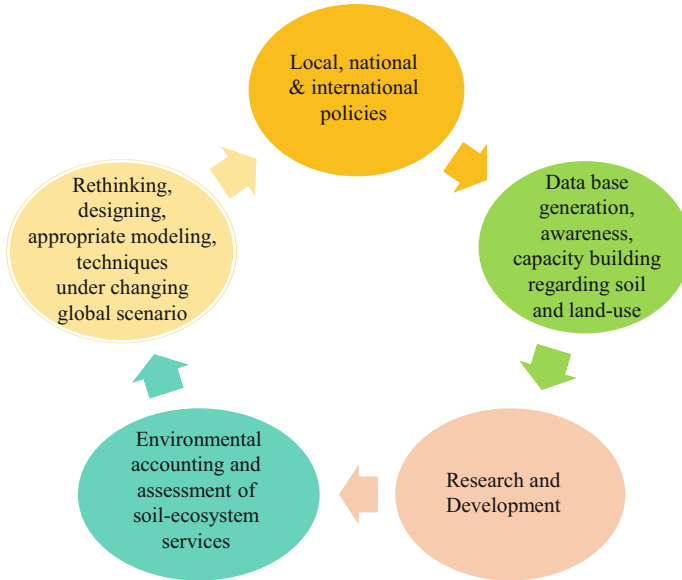 Local, national
& international
policies
Data base
generation,
awareness,
capacity building
regarding soil
and land-use
Research and
Development
Environmental
accounting and
assessment of
soil-ecosystem
services
Rethinking,
designing,
appropriate modeling,
techniques
under changing
global scenario